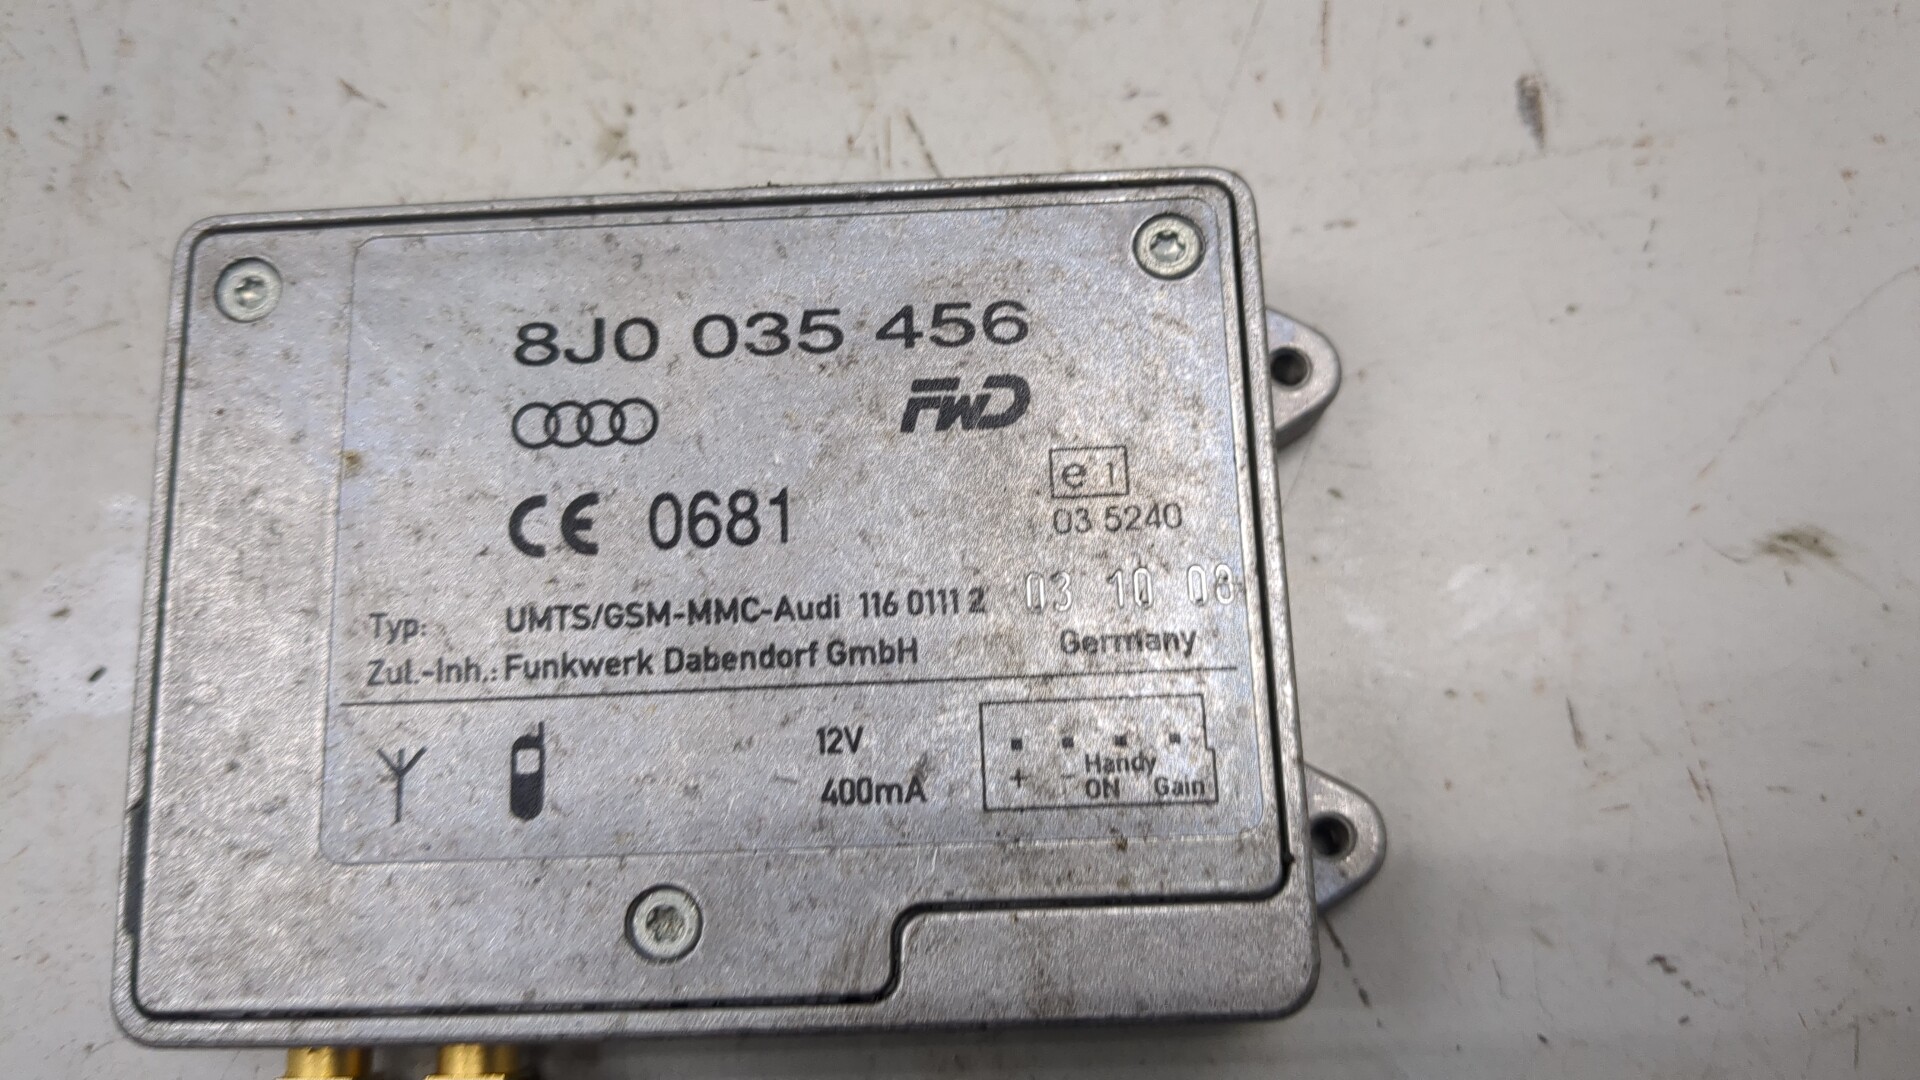 8J0 035 456
FWD
CE 0681
e1
03 5240
Typ: UMTS/GSM-MMC-Audi 116 0111 2 03 10 08
Zul.-Inh.: Funkwerk Dabendorf GmbH Germany
12V
400mA
+ - Handy ON Gain